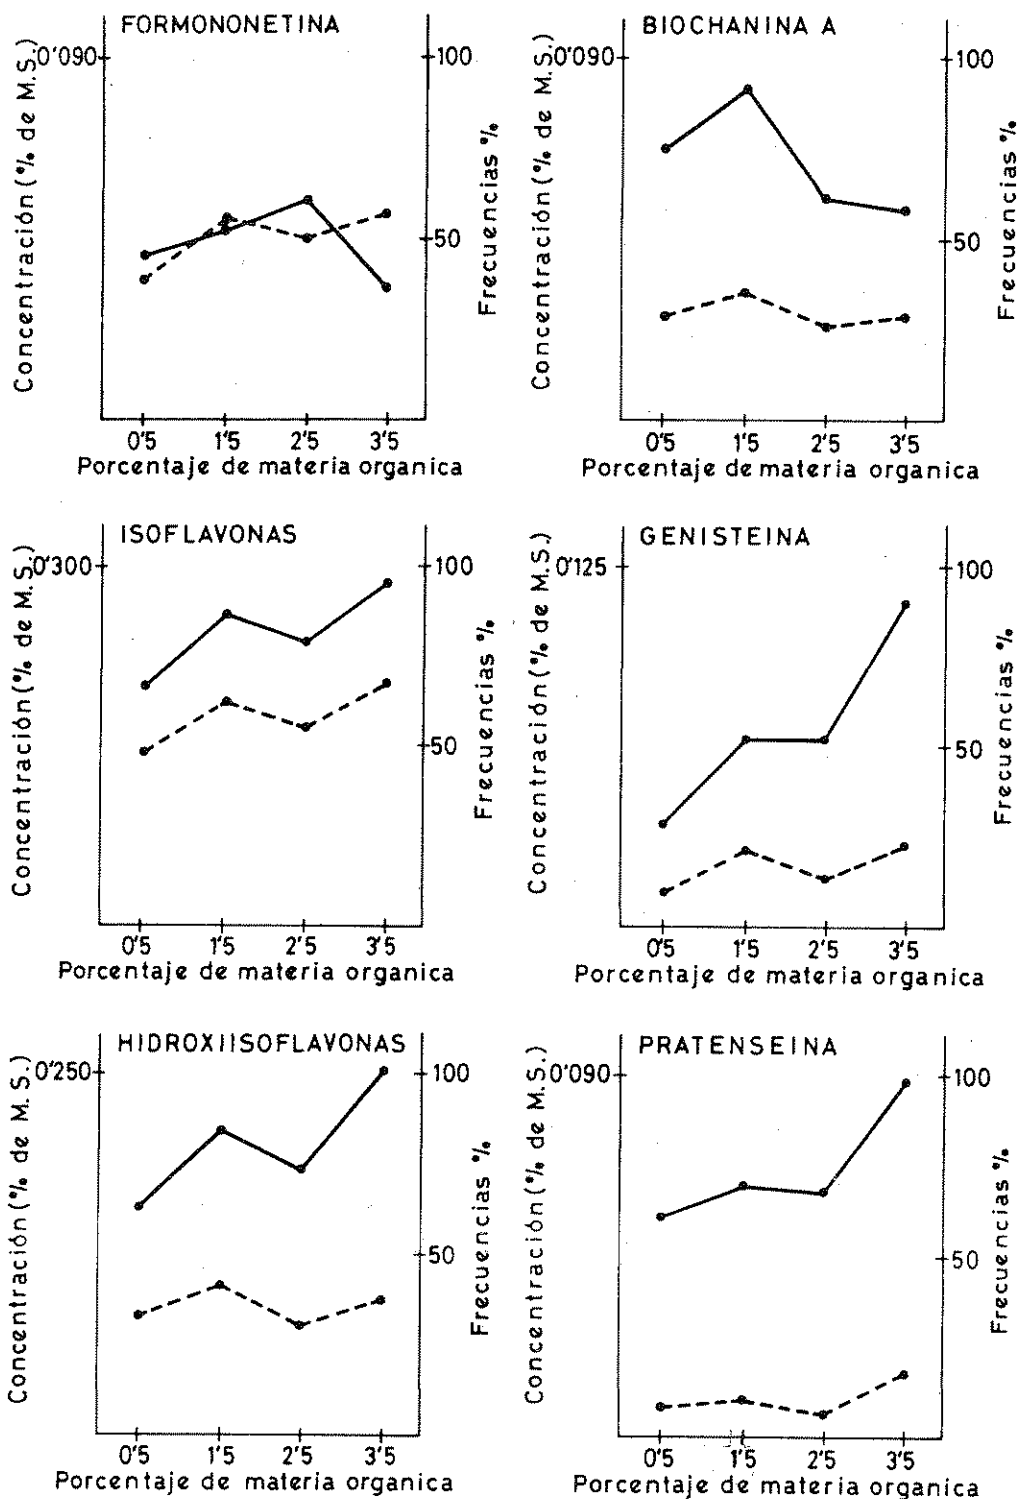 FORMONONETINA
Concentración (% de M.S.)
0'090
100
50
Frecuencias %
0'5 1'5 2'5 3'5
Porcentaje de materia organica
BIOCHANINA A
Concentración (% de M.S.)
0'090
100
50
Frecuencias %
0'5 1'5 2'5 3'5
Porcentaje de materia organica
ISOFLAVONAS
Concentración (% de M.S.)
0'300
100
50
Frecuencias %
0'5 1'5 2'5 3'5
Porcentaje de materia organica
GENISTEINA
Concentración (% de M.S.)
0'125
100
50
Frecuencias %
0'5 1'5 2'5 3'5
Porcentaje de materia organica
HIDROXIISOFLAVONAS
Concentración (% de M.S.)
0'250
100
50
Frecuencias %
0'5 1'5 2'5 3'5
Porcentaje de materia organica
PRATENSEINA
Concentración (% de M.S.)
0'090
100
50
Frecuencias %
0'5 1'5 2'5 3'5
Porcentaje de materia organica